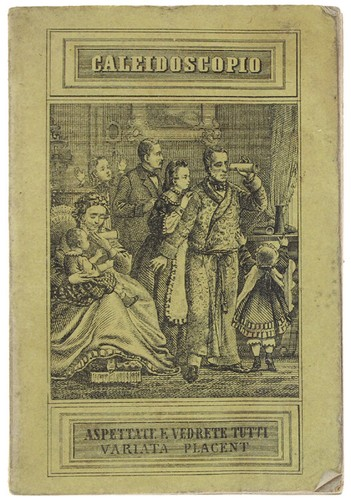 CALEIDOSCOPIO
ASPETTATE E VEDRETE TUTTI
VARIATA PLACENT